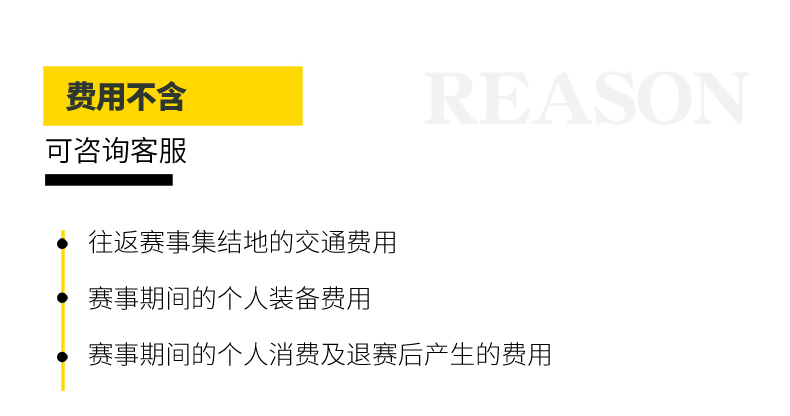 费用不含
REASON
可咨询客服
往返赛事集结地的交通费用
赛事期间的个人装备费用
赛事期间的个人消费及退赛后产生的费用